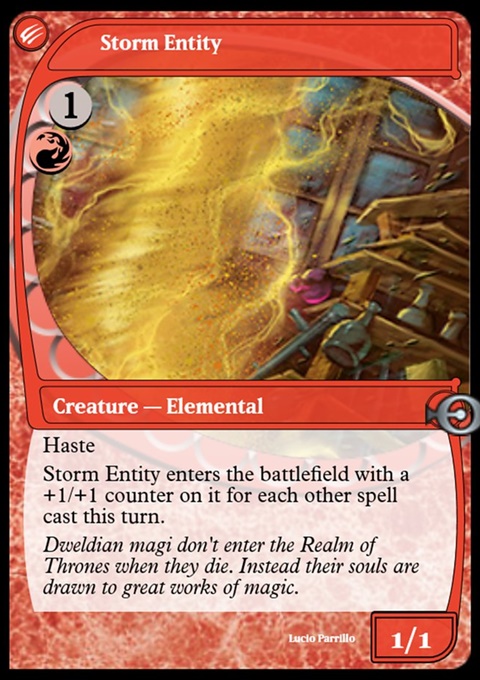 Storm Entity
1
Creature — Elemental
Haste
Storm Entity enters the battlefield with a
+1/+1 counter on it for each other spell
cast this turn.
Dweldian magi don't enter the Realm of
Thrones when they die. Instead their souls are
drawn to great works of magic.
Lucio Parrillo
1/1